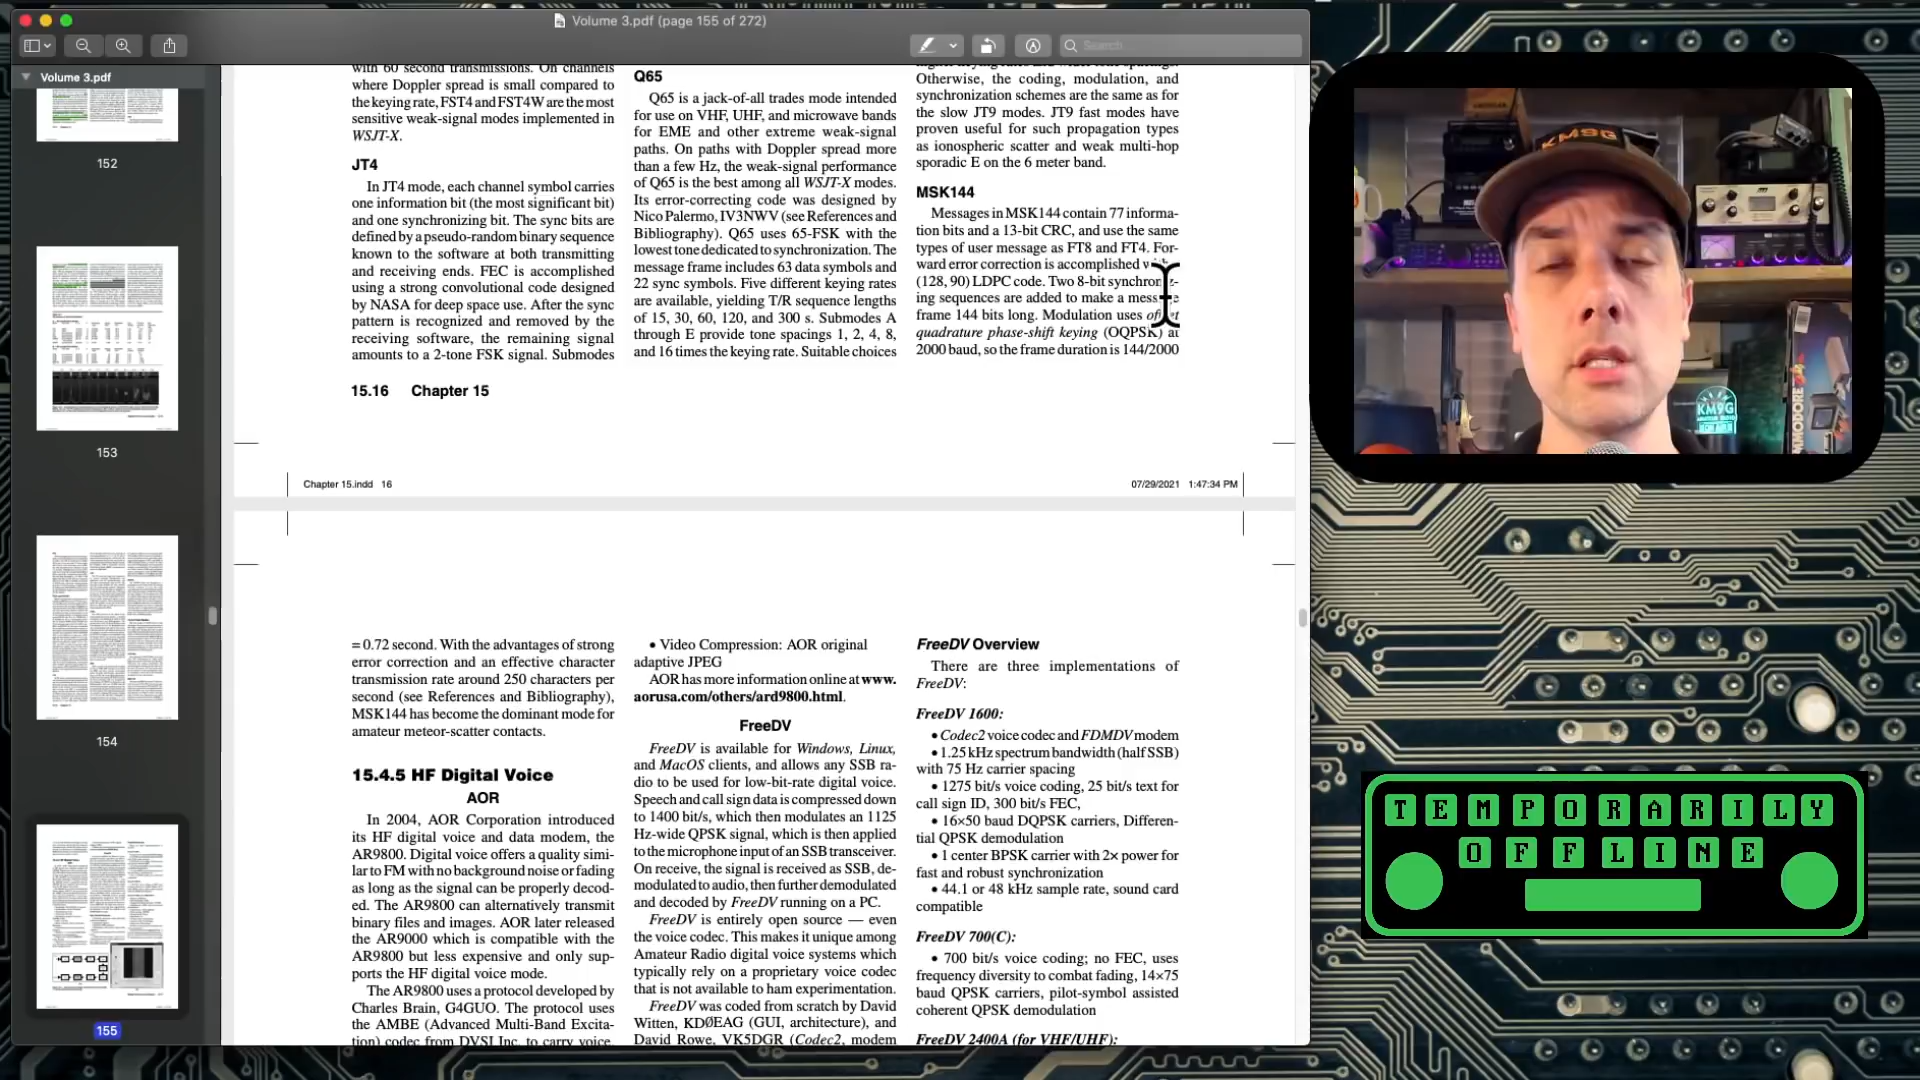 Volume 3.pdf (page 155 of 272)
Search
Volume 3.pdf
152
153
154
155
with 60 second transmissions. On channels
where Doppler spread is small compared to
the keying rate, FST4 and FST4W are the most
sensitive weak-signal modes implemented in
WSJT-X.
JT4
In JT4 mode, each channel symbol carries
one information bit (the most significant bit)
and one synchronizing bit. The sync bits are
defined by a pseudo-random binary sequence
known to the software at both transmitting
and receiving ends. FEC is accomplished
using a strong convolutional code designed
by NASA for deep space use. After the sync
pattern is recognized and removed by the
receiving software, the remaining signal
amounts to a 2-tone FSK signal. Submodes
15.16 Chapter 15
Q65
Q65 is a jack-of-all trades mode intended
for use on VHF, UHF, and microwave bands
for EME and other extreme weak-signal
paths. On paths with Doppler spread more
than a few Hz, the weak-signal performance
of Q65 is the best among all WSJT-X modes.
Its error-correcting code was designed by
Nico Palermo, IV3NWV (see References and
Bibliography). Q65 uses 65-FSK with the
lowest tone dedicated to synchronization. The
message frame includes 63 data symbols and
22 sync symbols. Five different keying rates
are available, yielding T/R sequence lengths
of 15, 30, 60, 120, and 300 s. Submodes A
through E provide tone spacings 1, 2, 4, 8,
and 16 times the keying rate. Suitable choices
Otherwise, the coding, modulation, and
synchronization schemes are the same as for
the slow JT9 modes. JT9 fast modes have
proven useful for such propagation types
as ionospheric scatter and weak multi-hop
sporadic E on the 6 meter band.
MSK144
Messages in MSK144 contain 77 informa-
tion bits and a 13-bit CRC, and use the same
types of user message as FT8 and FT4. For-
ward error correction is accomplished
(128, 90) LDPC code. Two 8-bit synchroniz-
ing sequences are added to make a message
frame 144 bits long. Modulation uses offset
quadrature phase-shift keying (OQPSK) at
2000 baud, so the frame duration is 144/2000
Chapter 15.indd 16
07/29/2021 1:47:34 PM
= 0.72 second. With the advantages of strong
error correction and an effective character
transmission rate around 250 characters per
second (see References and Bibliography),
MSK144 has become the dominant mode for
amateur meteor-scatter contacts.
15.4.5 HF Digital Voice
AOR
In 2004, AOR Corporation introduced
its HF digital voice and data modem, the
AR9800. Digital voice offers a quality simi-
lar to FM with no background noise or fading
as long as the signal can be properly decod-
ed. The AR9800 can alternatively transmit
binary files and images. AOR later released
the AR9000 which is compatible with the
AR9800 but less expensive and only sup-
ports the HF digital voice mode.
The AR9800 uses a protocol developed by
Charles Brain, G4GUO. The protocol uses
the AMBE (Advanced Multi-Band Excita-
tion) codec from DVSI Inc. to carry voice.
• Video Compression: AOR original
adaptive JPEG
AOR has more information online at www.
aorusa.com/others/ard9800.html.
FreeDV
FreeDV is available for Windows, Linux,
and MacOS clients, and allows any SSB ra-
dio to be used for low-bit-rate digital voice.
Speech and call sign data is compressed down
to 1400 bit/s, which then modulates an 1125
Hz-wide QPSK signal, which is then applied
to the microphone input of an SSB transceiver.
On receive, the signal is received as SSB, de-
modulated to audio, then further demodulated
and decoded by FreeDV running on a PC.
FreeDV is entirely open source — even
the voice codec. This makes it unique among
Amateur Radio digital voice systems which
typically rely on a proprietary voice codec
that is not available to ham experimentation.
FreeDV was coded from scratch by David
Witten, KDØEAG (GUI, architecture), and
David Rowe, VK5DGR (Codec2, modem
FreeDV Overview
There are three implementations of
FreeDV:
FreeDV 1600:
• Codec2 voice codec and FDMDV modem
• 1.25 kHz spectrum bandwidth (half SSB)
with 75 Hz carrier spacing
• 1275 bit/s voice coding, 25 bit/s text for
call sign ID, 300 bit/s FEC,
• 16×50 baud DQPSK carriers, Differen-
tial QPSK demodulation
• 1 center BPSK carrier with 2× power for
fast and robust synchronization
• 44.1 or 48 kHz sample rate, sound card
compatible
FreeDV 700(C):
• 700 bit/s voice coding; no FEC, uses
frequency diversity to combat fading, 14×75
baud QPSK carriers, pilot-symbol assisted
coherent QPSK demodulation
FreeDV 2400A (for VHF/UHF):
KM9G
KM9G
COMMODORE
TEMPORARILY
OFFLINE